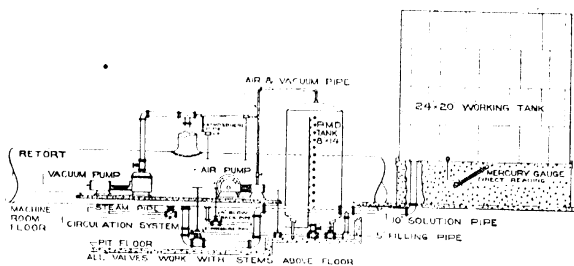 AIR & VACUUM PIPE
24×20 WORKING TANK
TANK
8×14
RETORT
VACUUM PUMP
AIR PUMP
MERCURY GAUGE
DIRECT READING
MACHINE
ROOM
FLOOR
STEAM PIPE
CIRCULATION SYSTEM
10" SOLUTION PIPE
FILLING PIPE
PIT FLOOR
ALL VALVES WORK WITH STEMS ABOVE FLOOR